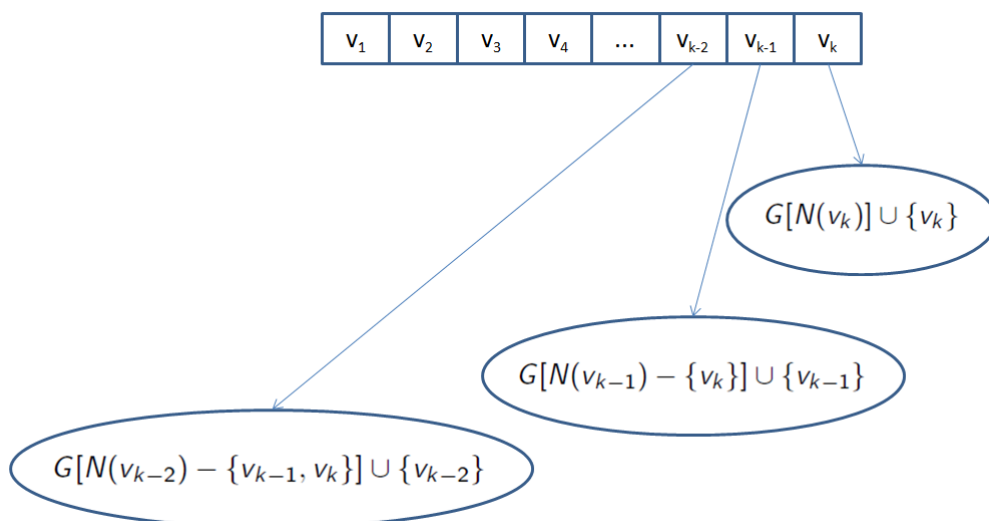 v₁ v₂ v₃ v₄ ... vₖ₋₂ vₖ₋₁ vₖ
G[N(vₖ)] ∪ {vₖ}
G[N(vₖ₋₁) − {vₖ}] ∪ {vₖ₋₁}
G[N(vₖ₋₂) − {vₖ₋₁, vₖ}] ∪ {vₖ₋₂}